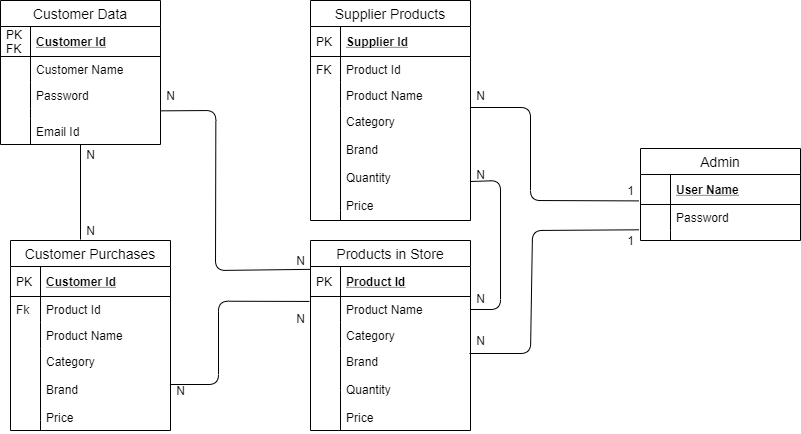 Customer Data
PK
FK
Customer Id
Customer Name
Password
Email Id
N
N
N
Supplier Products
PK Supplier Id
FK Product Id
Product Name
Category
Brand
Quantity
Price
N
N
Admin
User Name
Password
1
1
Customer Purchases
PK Customer Id
Fk Product Id
Product Name
Category
Brand
Price
N
N
N
Products in Store
PK Product Id
Product Name
Category
Brand
Quantity
Price
N
N